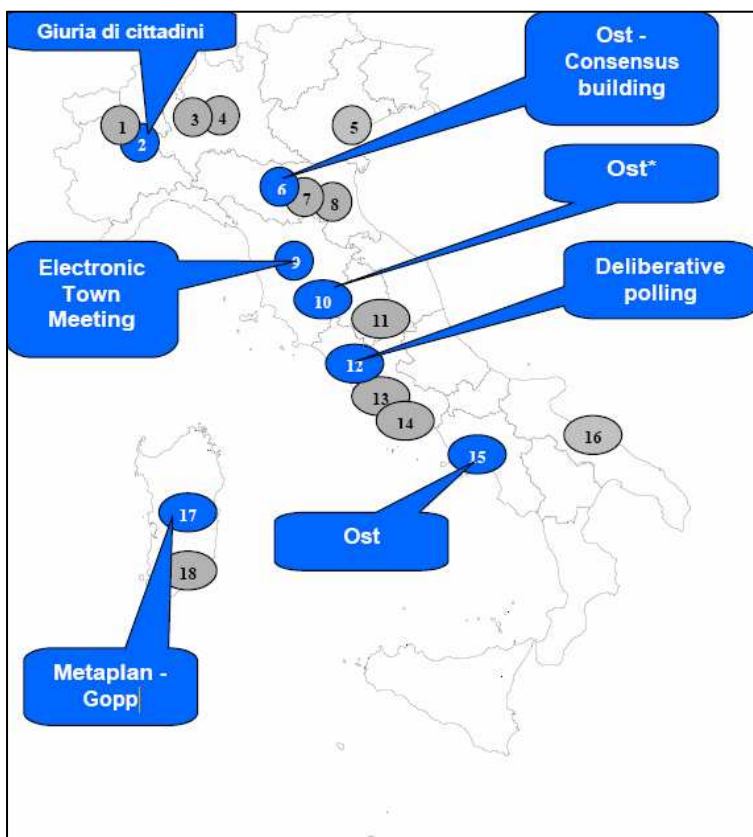 Giuria di cittadini
Ost -
Consensus
building
1
2
3
4
5
6
7
8
Ost*
Electronic
Town
Meeting
9
10
Deliberative
polling
11
12
13
14
15
16
Ost
17
18
Metaplan -
Gopp